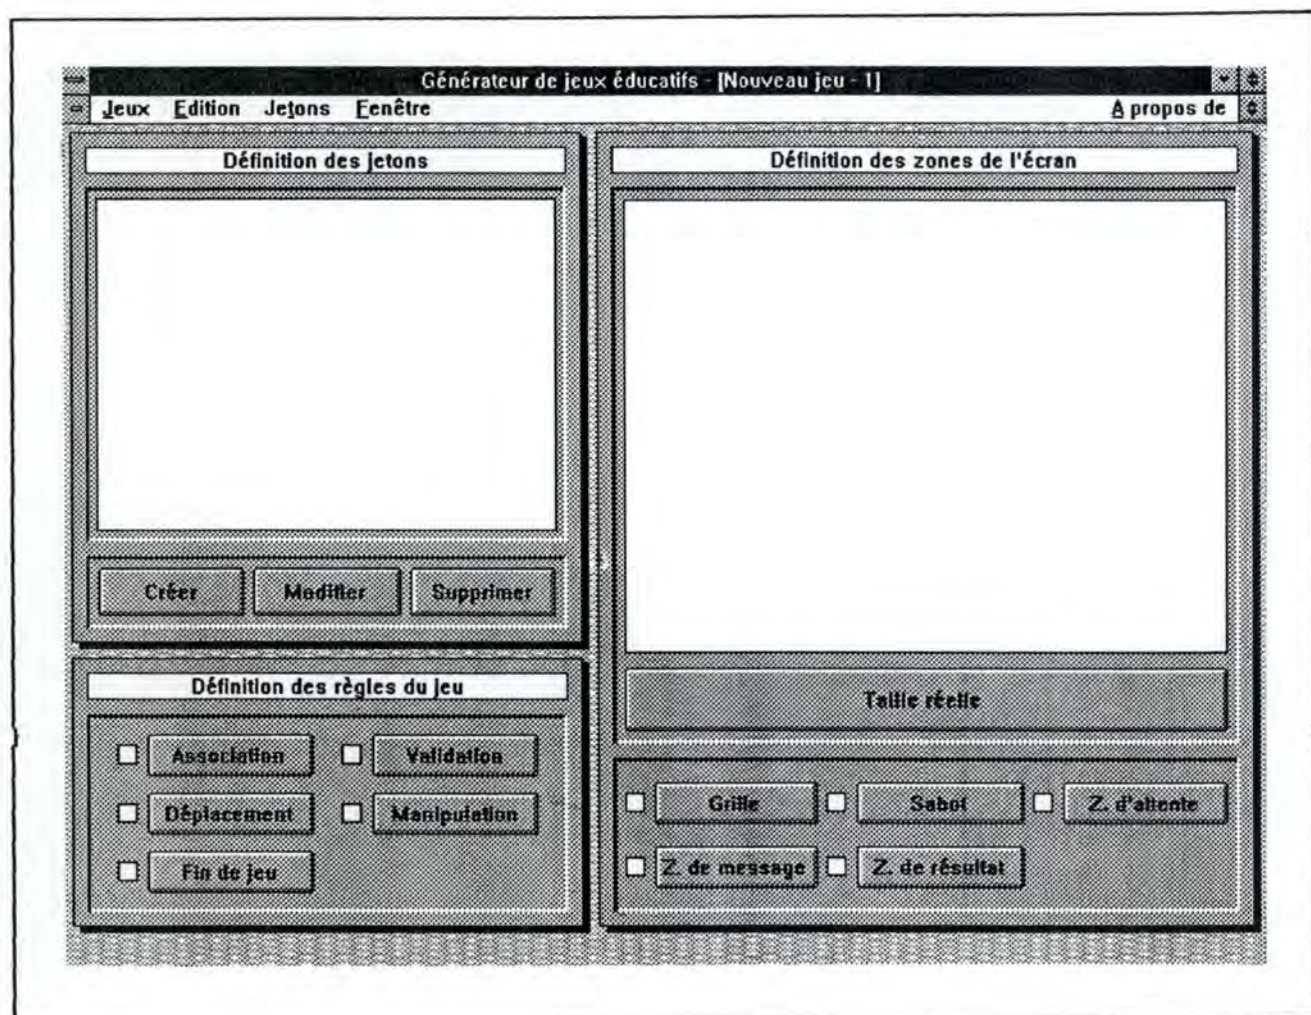 Générateur de jeux éducatifs - [Nouveau jeu - 1]
Jeux Edition Jetons Fenêtre A propos de
Définition des jetons
Créer Modifier Supprimer
Définition des règles du jeu
Association Validation
Déplacement Manipulation
Fin de jeu
Définition des zones de l'écran
Taille réelle
Grille Sabot Z. d'attente
Z. de message Z. de résultat